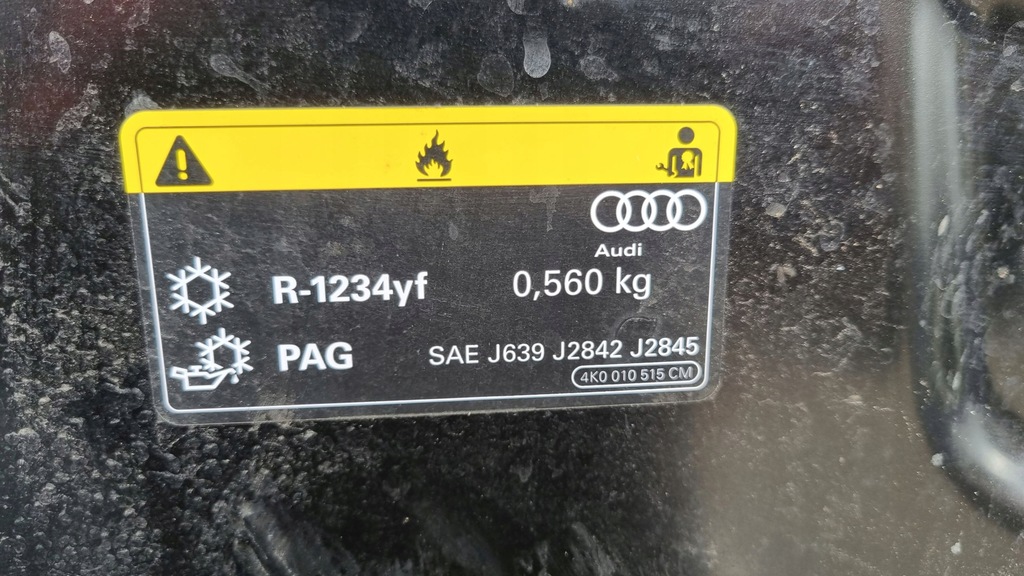 Audi
R-1234yf 0,560 kg
PAG SAE J639 J2842 J2845
4K0 010 515 CM